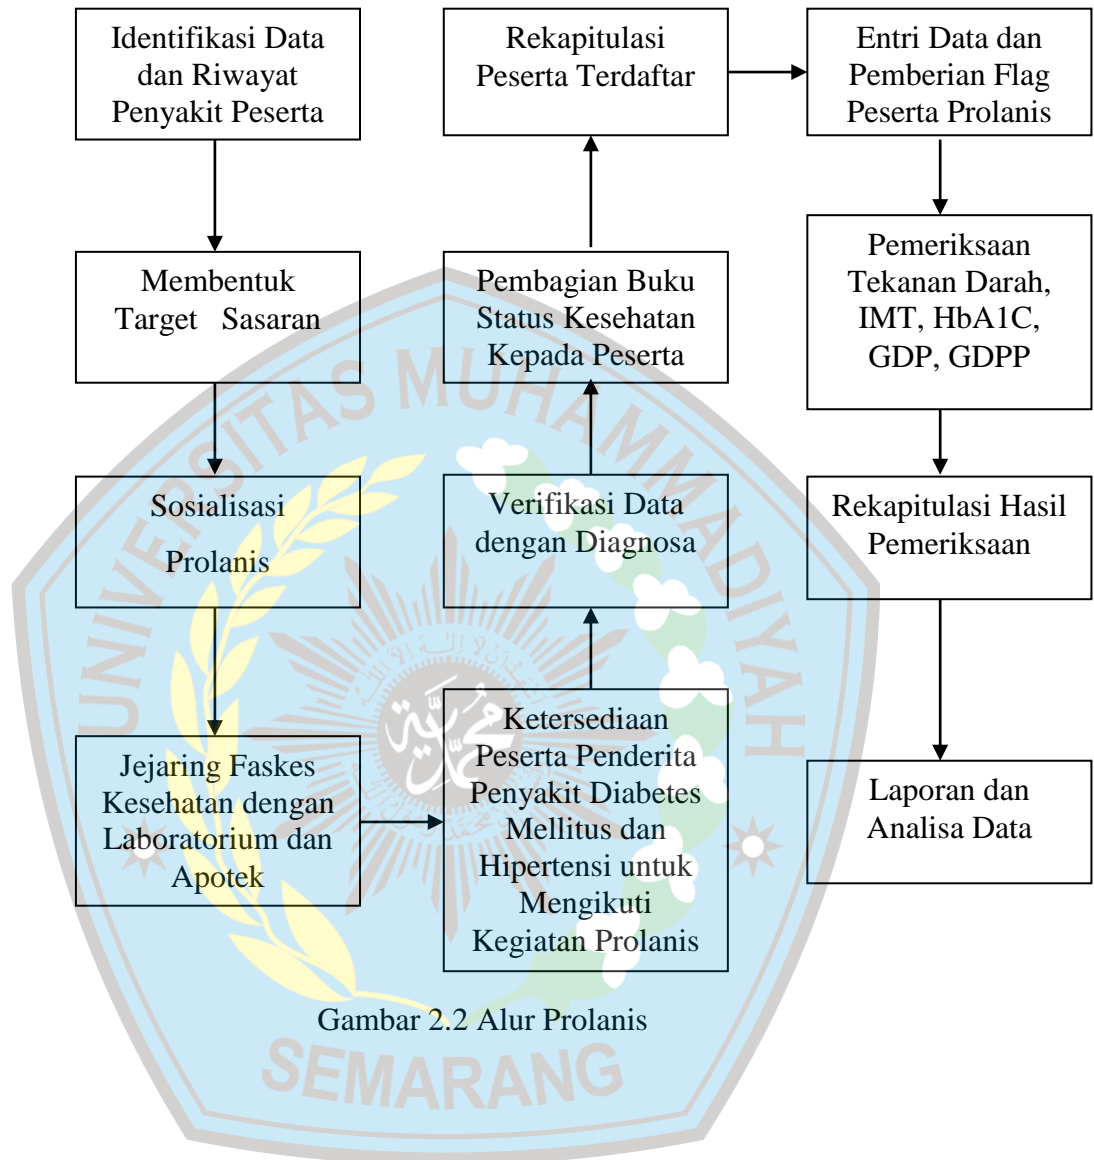 Identifikasi Data
dan Riwayat
Penyakit Peserta
Membentuk
Target Sasaran
Sosialisasi
Prolanis
Jejaring Faskes
Kesehatan dengan
Laboratorium dan
Apotek
Ketersediaan
Peserta Penderita
Penyakit Diabetes
Mellitus dan
Hipertensi untuk
Mengikuti
Kegiatan Prolanis
Verifikasi Data
dengan Diagnosa
Pembagian Buku
Status Kesehatan
Kepada Peserta
Rekapitulasi
Peserta Terdaftar
Entri Data dan
Pemberian Flag
Peserta Prolanis
Pemeriksaan
Tekanan Darah,
IMT, HbA1C,
GDP, GDPP
Rekapitulasi Hasil
Pemeriksaan
Laporan dan
Analisa Data
Gambar 2.2 Alur Prolanis
UNIVERSITAS MUHAMMADIYAH
SEMARANG